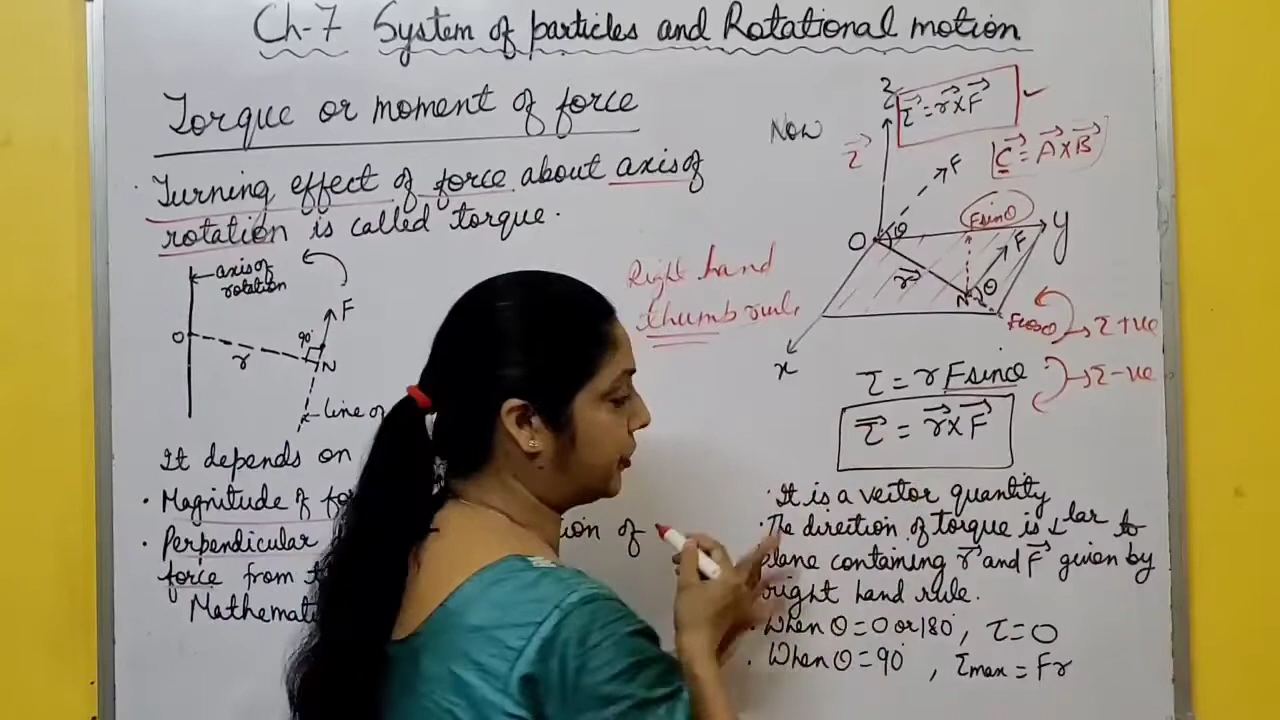 Ch-7 System of particles and Rotational motion
Torque or moment of force
Turning effect of force about axis of
rotation is called torque.
axis of
rotation
O
r
90°
F
N
line of
It depends on
Magnitude of fo
Perpendicular
ion of
force from t
Mathemati
Right hand
thumb rule
Now
z
τ⃗ = r⃗ × F⃗
τ⃗
C⃗ = A⃗ × B⃗
F
θ
F sinθ
O
y
F
r⃗
N
θ
F cosθ
τ +ve
x
τ = r F sinθ
τ -ve
τ⃗ = r⃗ × F⃗
· It is a vector quantity
· The direction of torque is ⊥lar to
plane containing r⃗ and F⃗ given by
right hand rule.
· When θ = 0 or 180°, τ = 0
· When θ = 90°, τmax = Fr